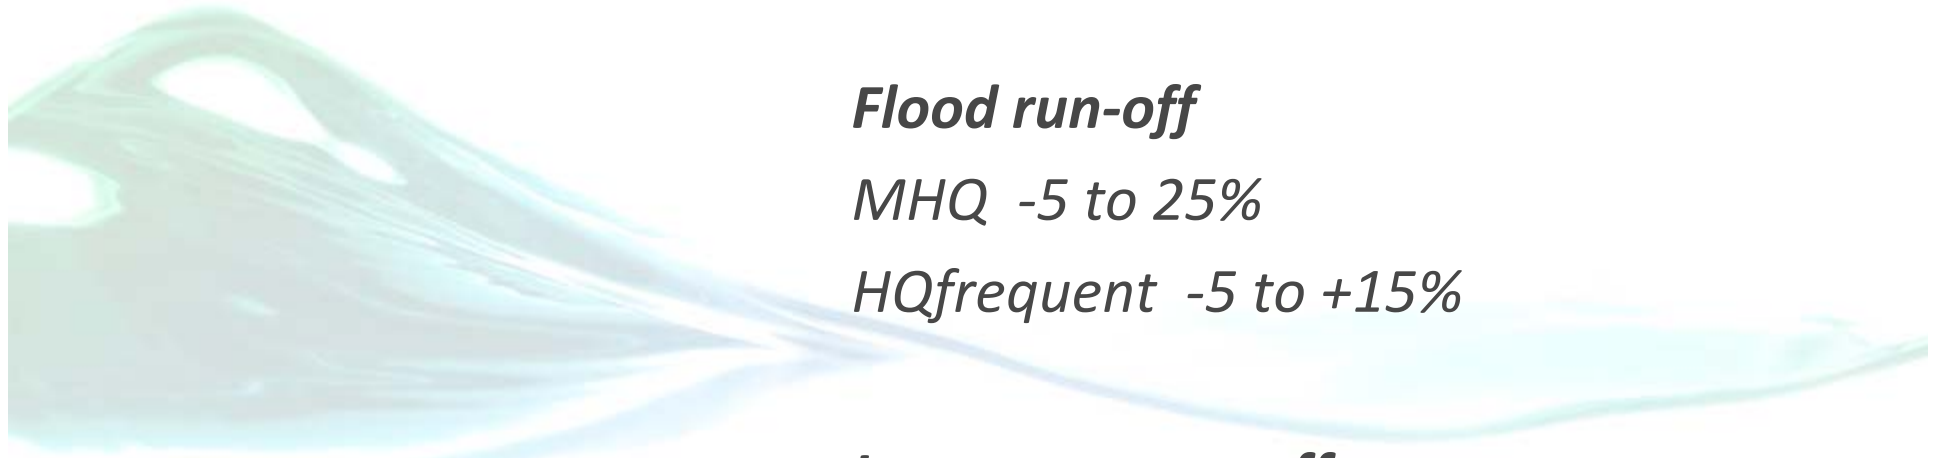 Flood run-off
MHQ  -5 to 25%
HQfrequent  -5 to +15%